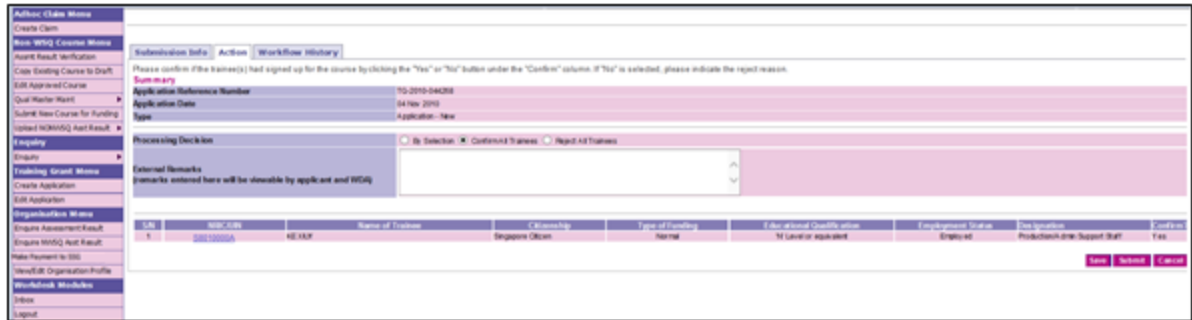 Adhoc Claim Menu
Create Claim
Non-WSQ Course Menu
Asmnt Result Verification
Copy Existing Course to Draft
Edit Approved Course
Qual Master Maint
Submit New Course for Funding
Upload NONWSQ Asst Result
Enquiry
Enquiry
Training Grant Menu
Create Application
Edit Application
Organisation Menu
Enquire Assessment Result
Enquire NWSQ Asst Result
Make Payment to SSG
View/Edit Organisation Profile
Workdesk Modules
Inbox
Logout
Submission Info Action Workflow History
Please confirm if the trainee(s) had signed up for the course by clicking the "Yes" or "No" button under the "Confirm" column. If "No" is selected, please indicate the reject reason.
Summary
Application Reference Number TG-2010-044268
Application Date 04 Nov 2010
Type Application - New
Processing Decision By Selection Confirm All Trainees Reject All Trainees
External Remarks
(remarks entered here will be viewable by applicant and WDA)
S/N NRIC/UIN Name of Trainee Citizenship Type of Funding Educational Qualification Employment Status Designation Confirm
1 Singapore Citizen Normal 'N' Level or equivalent Employed Production/Admin Support Staff Yes
Save Submit Cancel